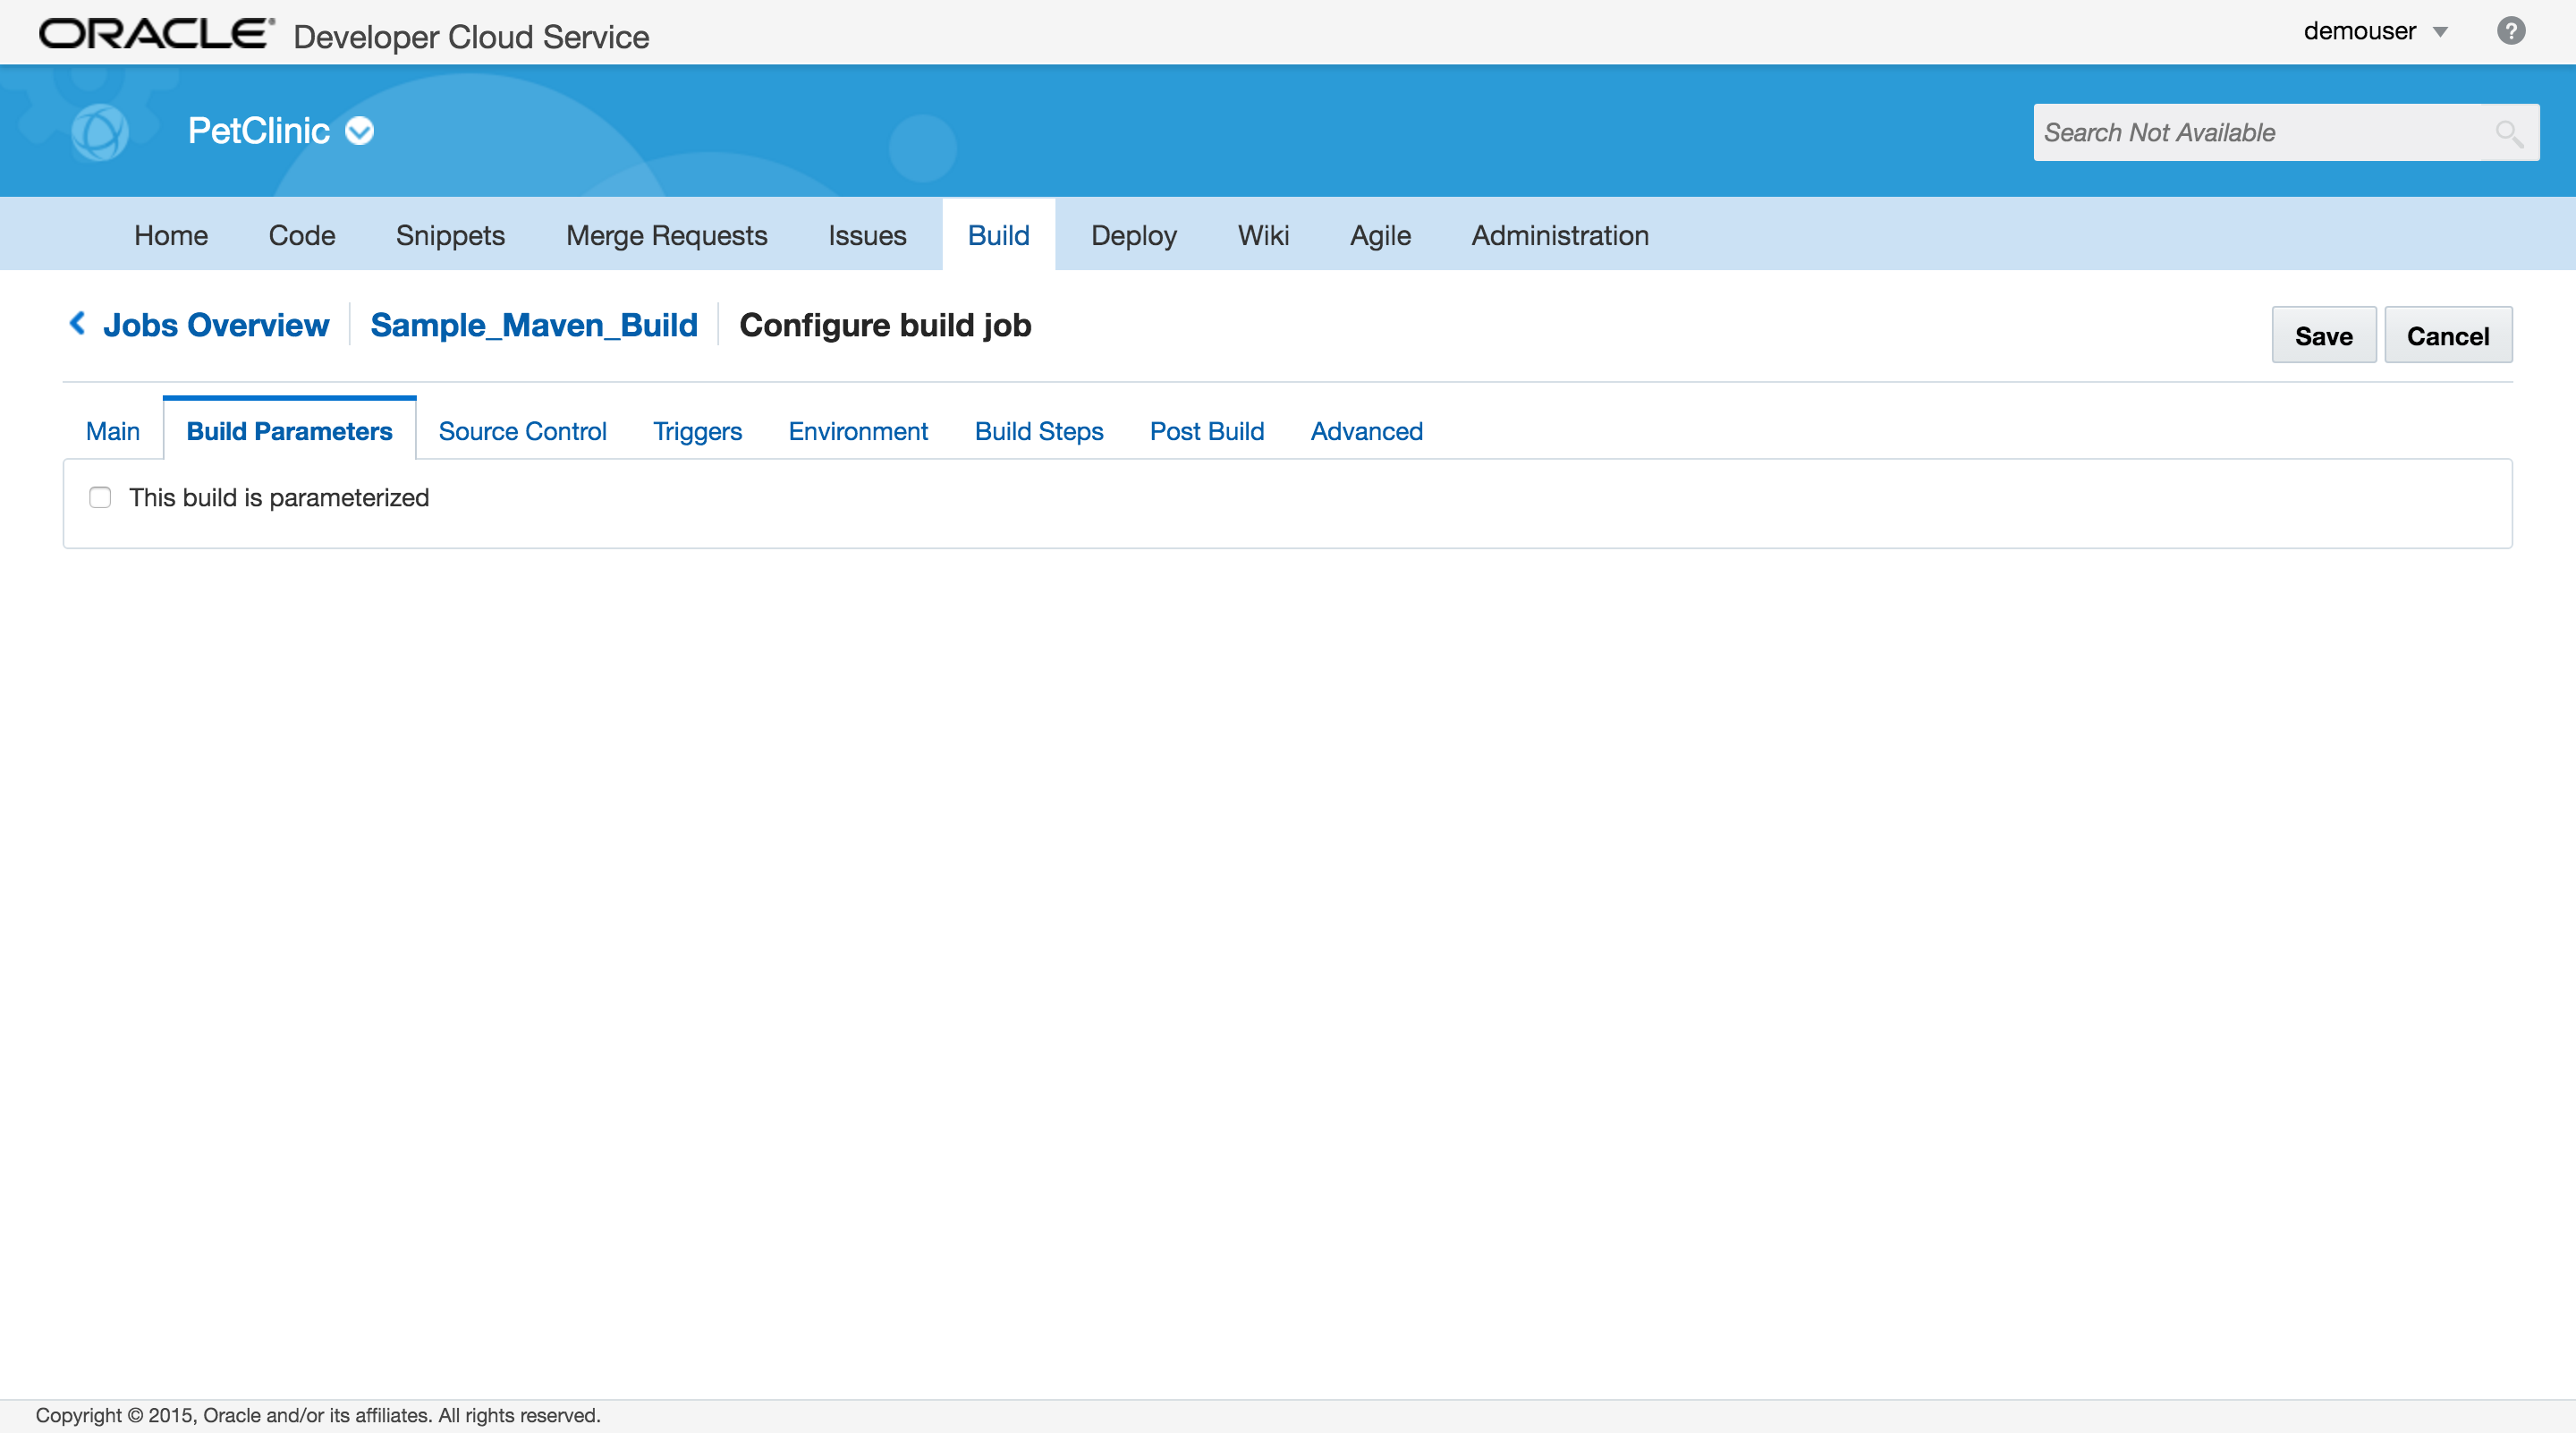 ORACLE® Developer Cloud Service
demouser
?
PetClinic
Search Not Available
Home Code Snippets Merge Requests Issues Build Deploy Wiki Agile Administration
Jobs Overview Sample_Maven_Build Configure build job
Save Cancel
Main Build Parameters Source Control Triggers Environment Build Steps Post Build Advanced
This build is parameterized
Copyright © 2015, Oracle and/or its affiliates. All rights reserved.